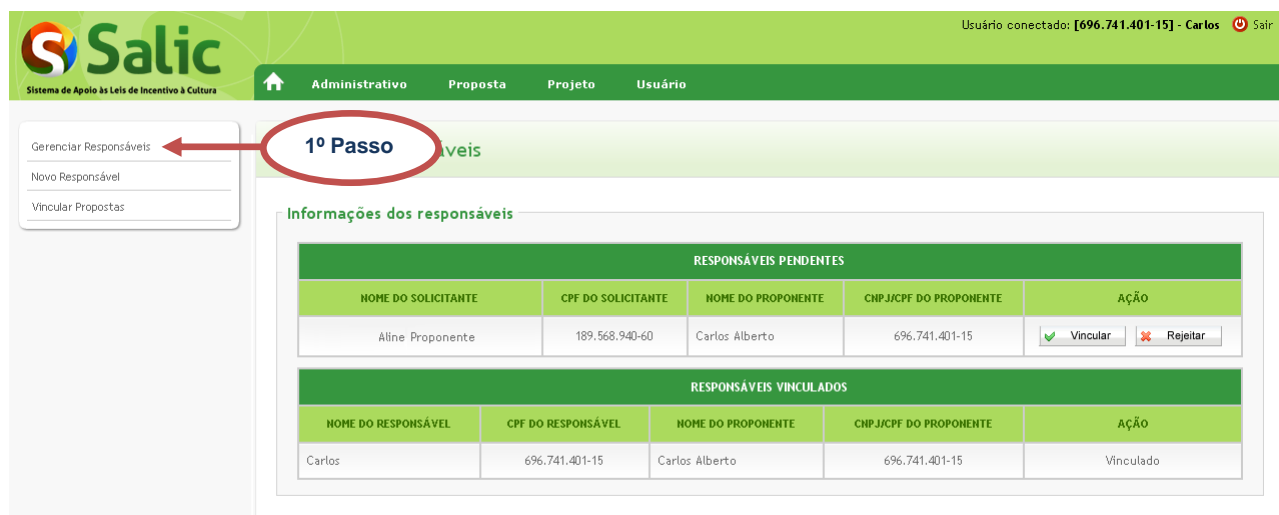 Usuário conectado: [696.741.401-15] - Carlos Sair
Salic
Sistema de Apoio às Leis de Incentivo à Cultura
Administrativo Proposta Projeto Usuário
Gerenciar Responsáveis
Novo Responsável
Vincular Propostas
1º Passo
áveis
Informações dos responsáveis
RESPONSÁVEIS PENDENTES
NOME DO SOLICITANTE CPF DO SOLICITANTE NOME DO PROPONENTE CNPJ/CPF DO PROPONENTE AÇÃO
Aline Proponente 189.568.940-60 Carlos Alberto 696.741.401-15 Vincular Rejeitar
RESPONSÁVEIS VINCULADOS
NOME DO RESPONSÁVEL CPF DO RESPONSÁVEL NOME DO PROPONENTE CNPJ/CPF DO PROPONENTE AÇÃO
Carlos 696.741.401-15 Carlos Alberto 696.741.401-15 Vinculado